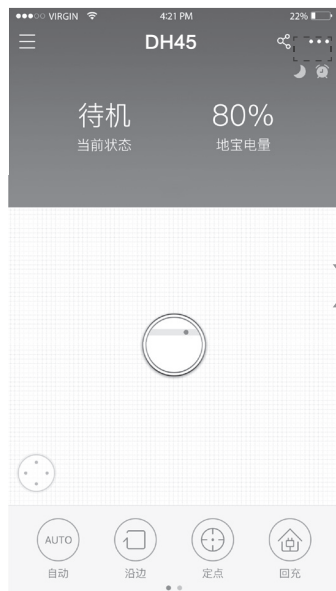 ●●●○○ VIRGIN 4:21 PM 22%
DH45
待机 80%
当前状态 地宝电量
AUTO
自动 沿边 定点 回充